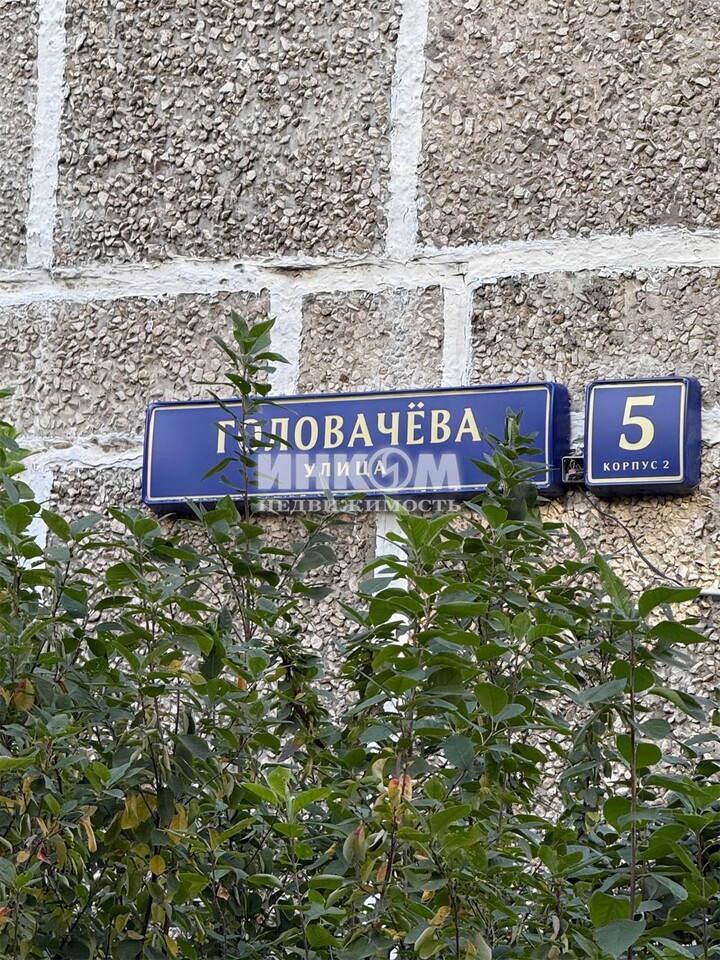 ГОЛОВАЧЁВА
УЛИЦА
5
КОРПУС 2
ИНКОМ
Недвижимость